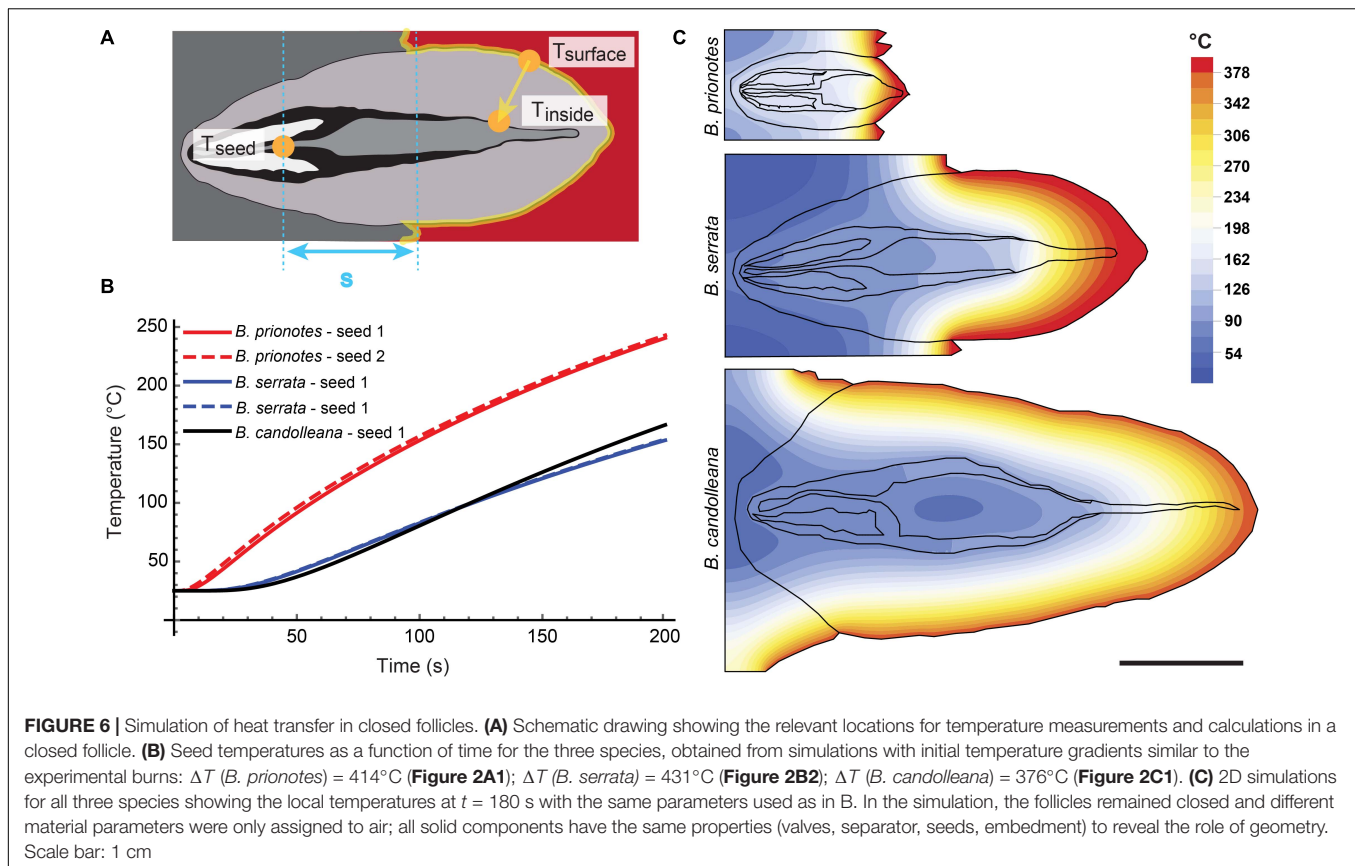 A
T surface
T inside
T seed
s
B
250
200
150
100
50
Temperature (°C)
B. prionotes - seed 1
B. prionotes - seed 2
B. serrata - seed 1
B. serrata - seed 1
B. candolleana - seed 1
50
100
150
200
Time (s)
C
B. prionotes
B. serrata
B. candolleana
°C
378
342
306
270
234
198
162
126
90
54
FIGURE 6 | Simulation of heat transfer in closed follicles. (A) Schematic drawing showing the relevant locations for temperature measurements and calculations in a
closed follicle. (B) Seed temperatures as a function of time for the three species, obtained from simulations with initial temperature gradients similar to the
experimental burns: ΔT (B. prionotes) = 414°C (Figure 2A1); ΔT (B. serrata) = 431°C (Figure 2B2); ΔT (B. candolleana) = 376°C (Figure 2C1). (C) 2D simulations
for all three species showing the local temperatures at t = 180 s with the same parameters used as in B. In the simulation, the follicles remained closed and different
material parameters were only assigned to air; all solid components have the same properties (valves, separator, seeds, embedment) to reveal the role of geometry.
Scale bar: 1 cm